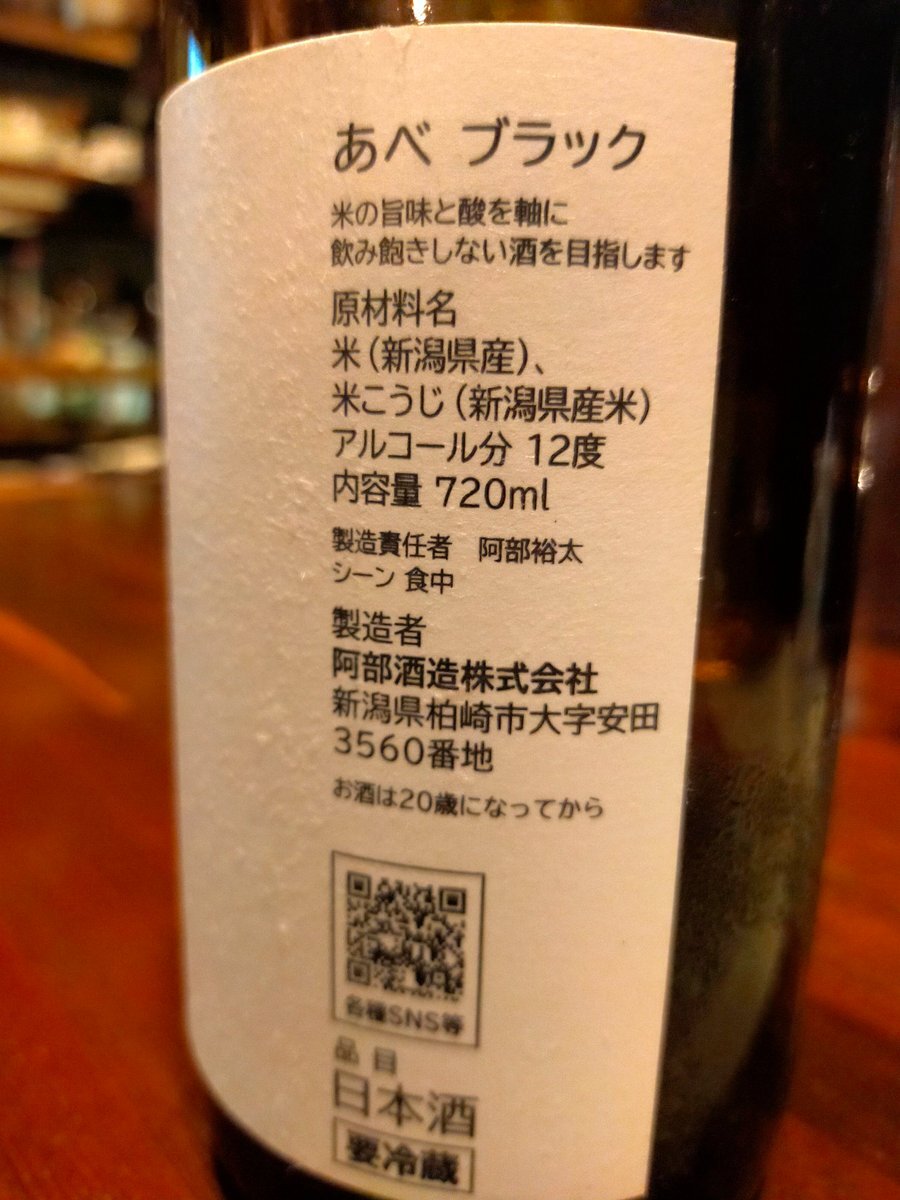 あべ ブラック
米の旨味と酸を軸に
飲み飽きしない酒を目指します
原材料名
米(新潟県産)、
米こうじ(新潟県産米)
アルコール分 12度
内容量 720ml
製造責任者 阿部裕太
シーン 食中
製造者
阿部酒造株式会社
新潟県柏崎市大字安田
3560番地
お酒は20歳になってから
各種SNS等
品目
日本酒
要冷蔵